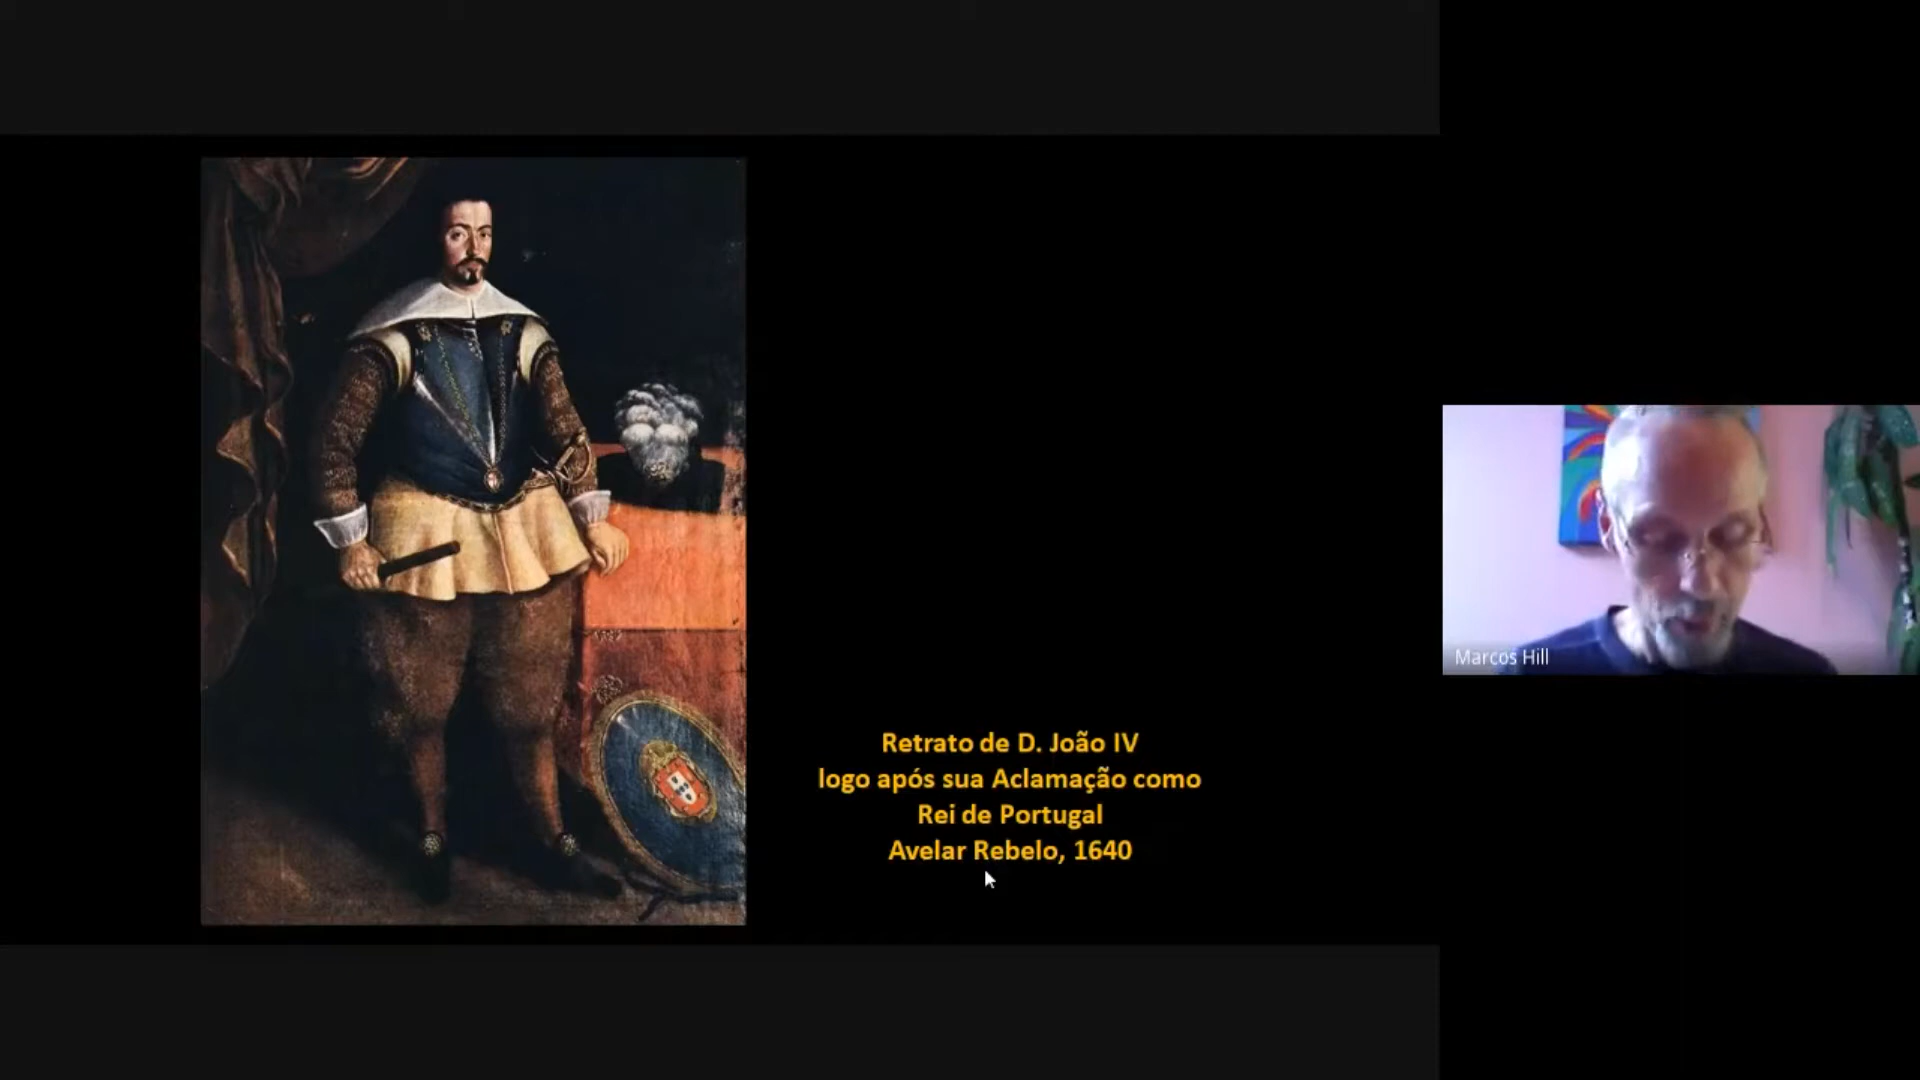 Retrato de D. João IV
logo após sua Aclamação como
Rei de Portugal
Avelar Rebelo, 1640
Marcos Hill